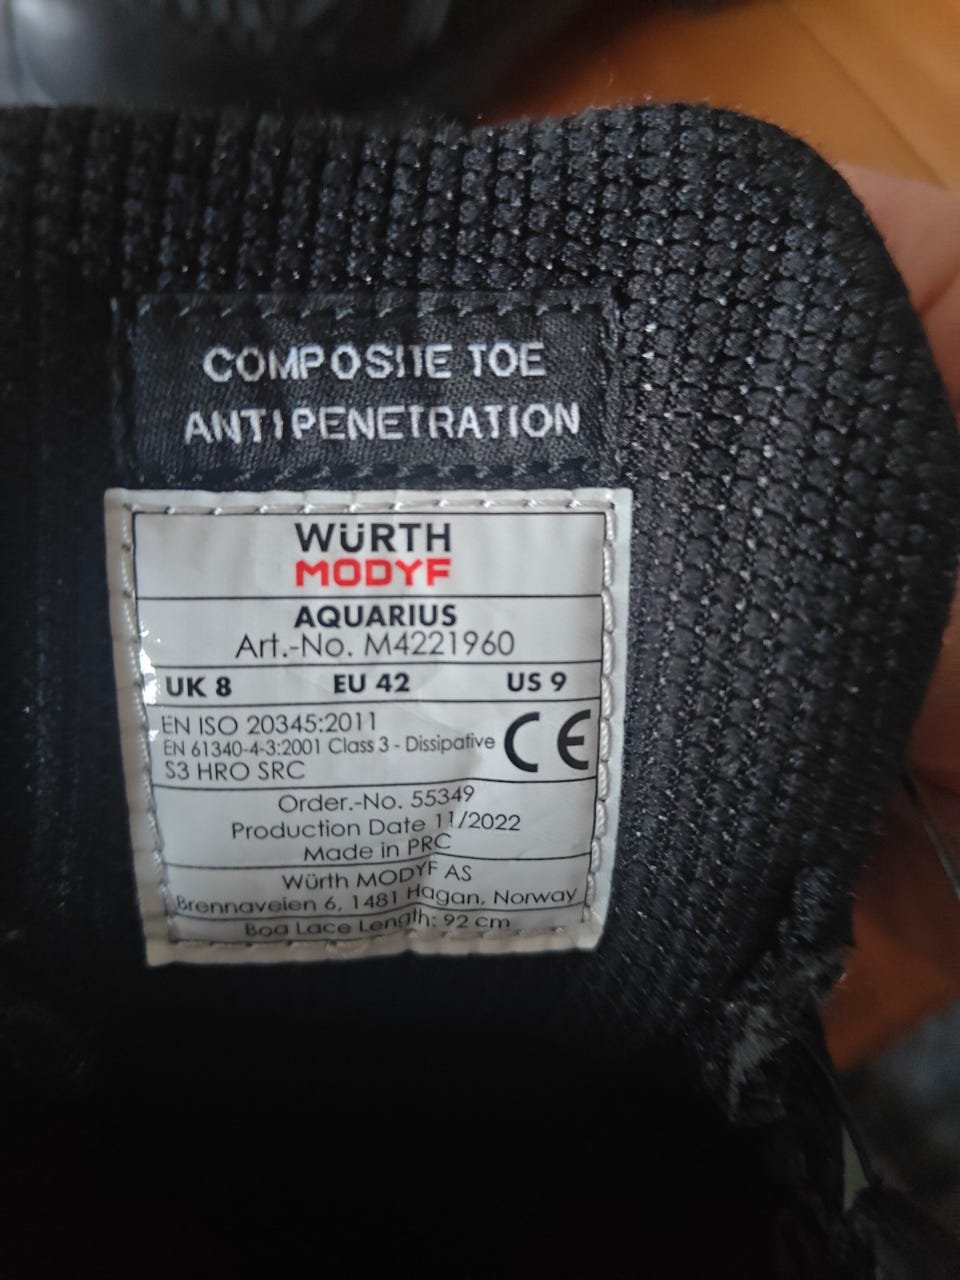 COMPOSITE TOE
ANTIPENETRATION
WÜRTH
MODYF
AQUARIUS
Art.-No. M4221960
UK 8 EU 42 US 9
EN ISO 20345:2011
EN 61340-4-3:2001 Class 3 - Dissipative
S3 HRO SRC
CE
Order.-No. 55349
Production Date 11/2022
Made in PRC
Würth MODYF AS
Brennaveien 6, 1481 Hagan, Norway
Boa Lace Length: 92 cm